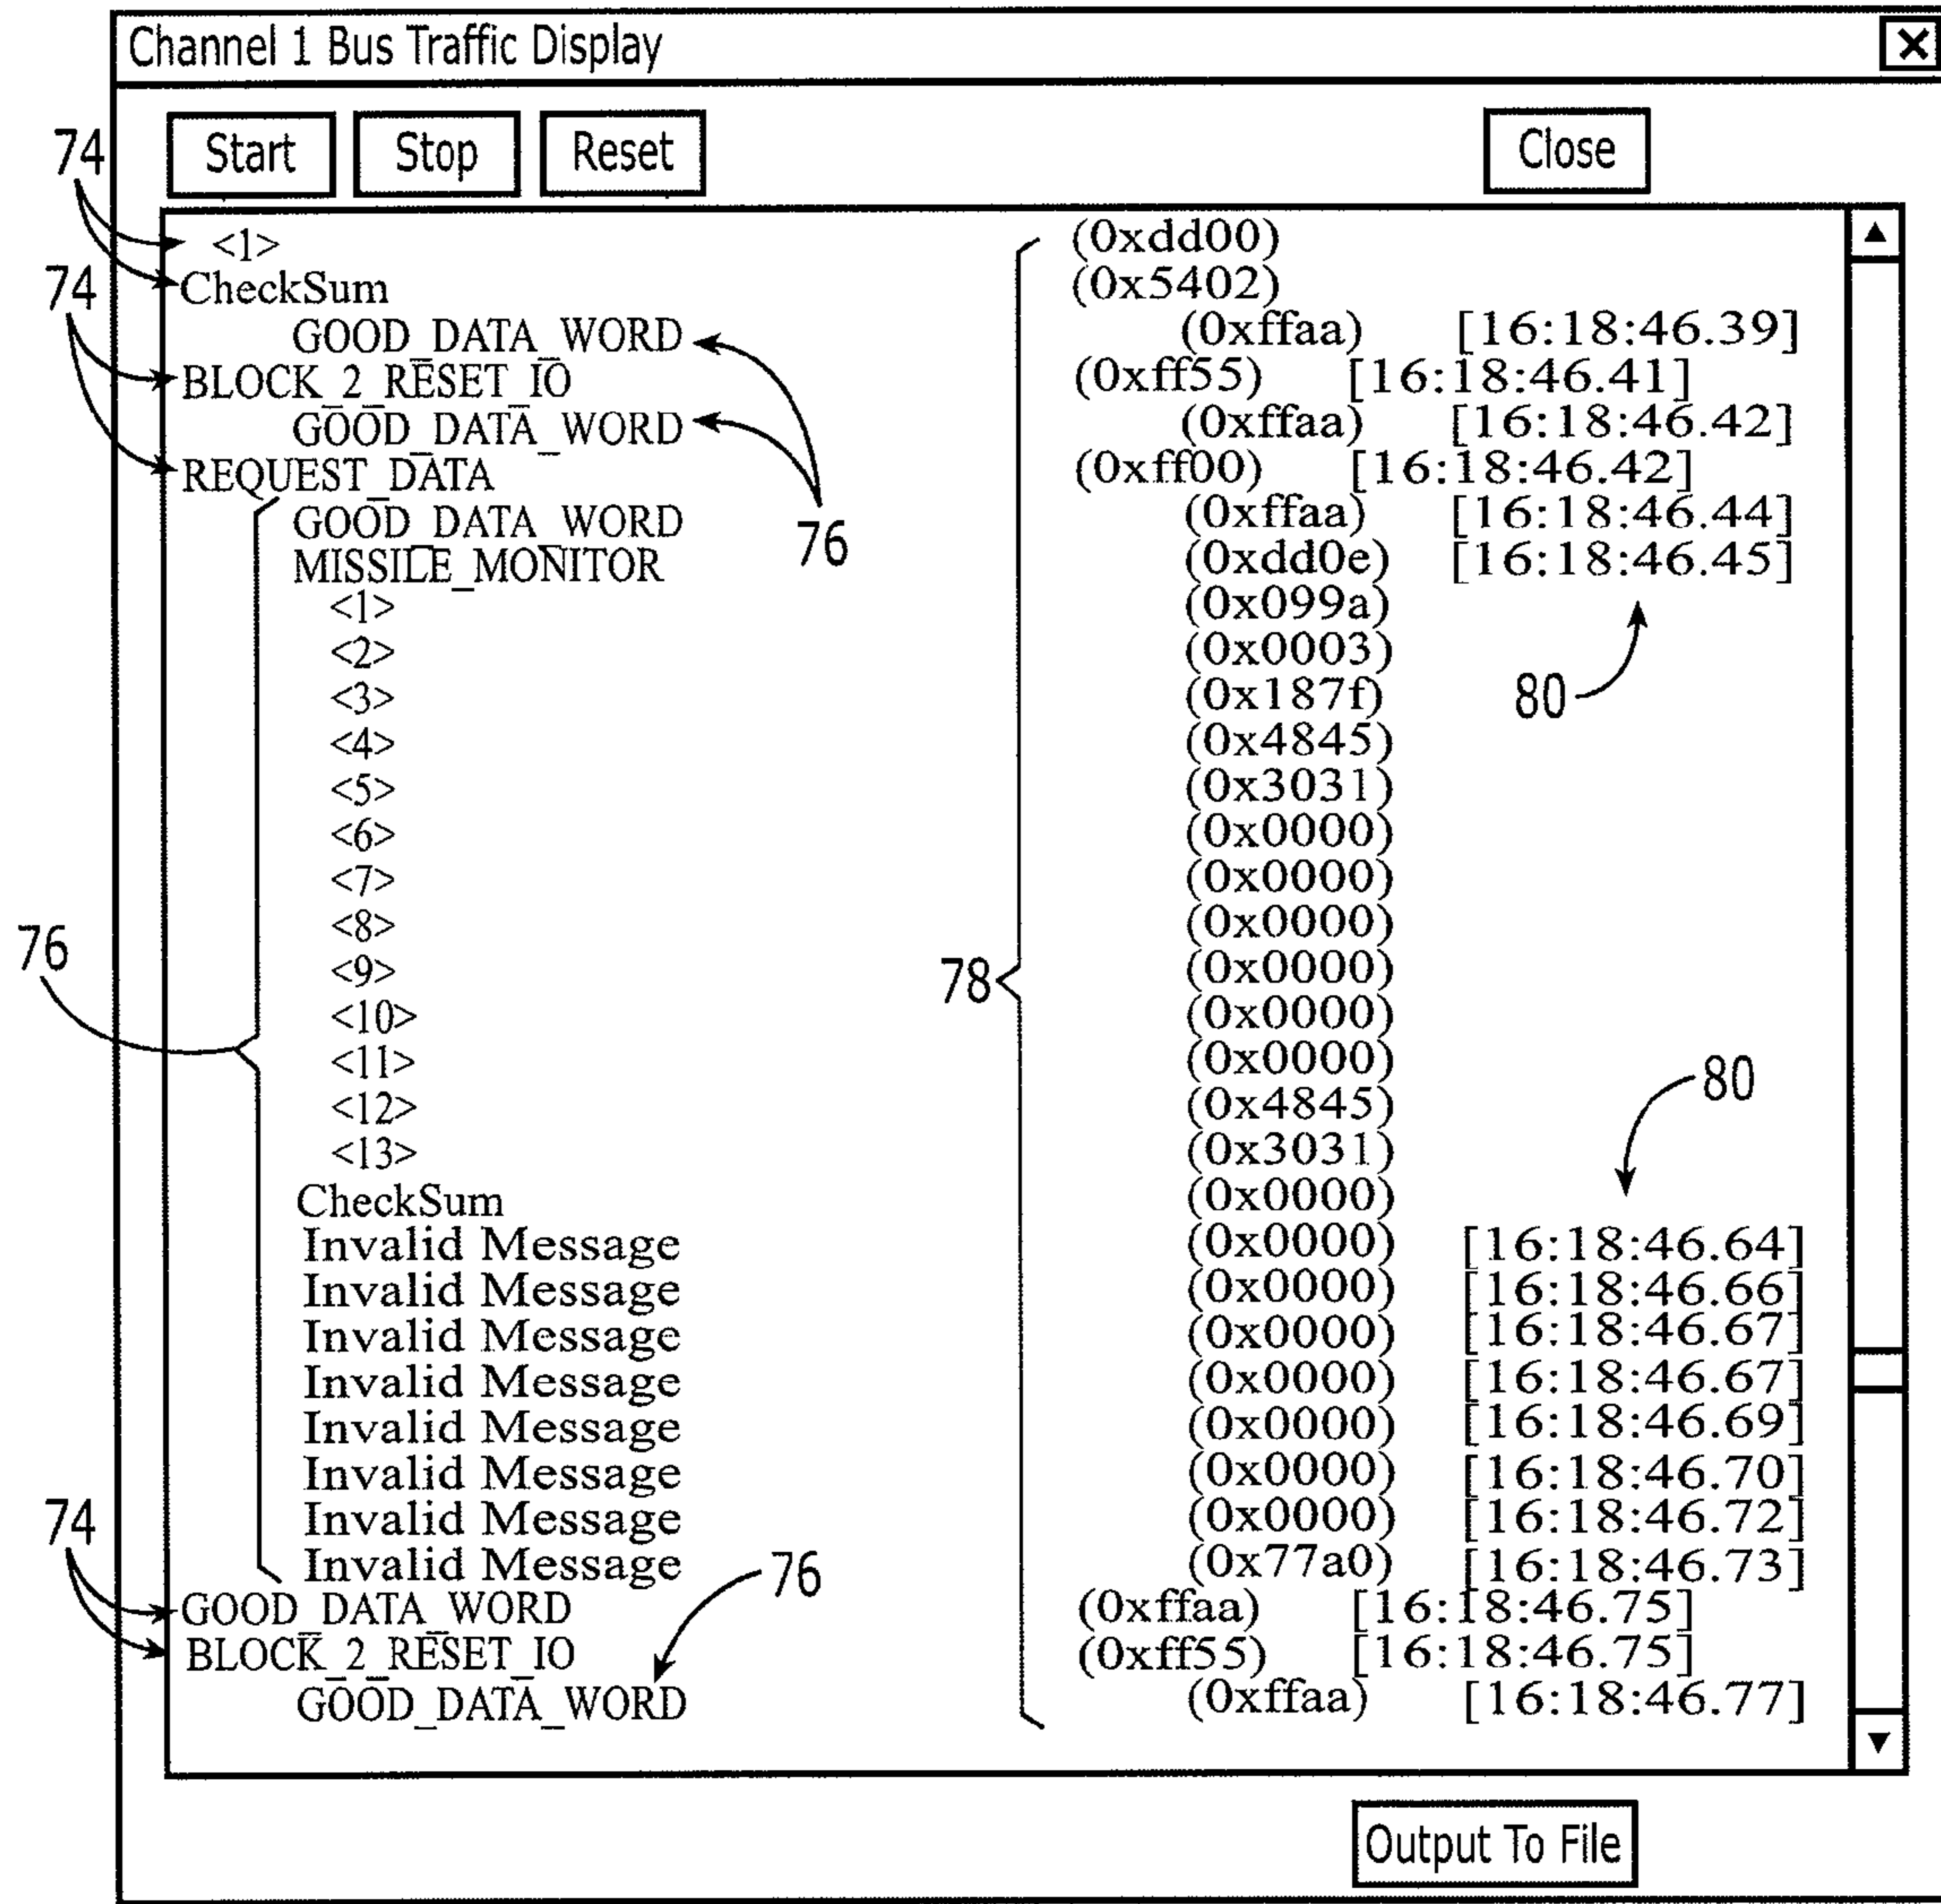 Channel 1 Bus Traffic Display
Start Stop Reset Close
74
<1> (0xdd00)
CheckSum (0x5402)
74
GOOD_DATA_WORD (0xffaa) [16:18:46.39]
BLOCK_2_RESET_IO (0xff55) [16:18:46.41]
GOOD_DATA_WORD (0xffaa) [16:18:46.42]
REQUEST_DATA (0xff00) [16:18:46.42]
GOOD_DATA_WORD (0xffaa) [16:18:46.44]
76
MISSILE_MONITOR (0xdd0e) [16:18:46.45]
<1> (0x099a)
<2> (0x0003)
<3> (0x187f)
80
<4> (0x4845)
<5> (0x3031)
<6> (0x0000)
<7> (0x0000)
<8> (0x0000)
76
<9> (0x0000)
78
<10> (0x0000)
<11> (0x0000)
80
<12> (0x4845)
<13> (0x3031)
CheckSum (0x0000)
Invalid Message (0x0000) [16:18:46.64]
Invalid Message (0x0000) [16:18:46.66]
Invalid Message (0x0000) [16:18:46.67]
Invalid Message (0x0000) [16:18:46.67]
Invalid Message (0x0000) [16:18:46.69]
Invalid Message (0x0000) [16:18:46.70]
74
Invalid Message (0x0000) [16:18:46.72]
Invalid Message (0x77a0) [16:18:46.73]
76
GOOD_DATA_WORD (0xffaa) [16:18:46.75]
BLOCK_2_RESET_IO (0xff55) [16:18:46.75]
GOOD_DATA_WORD (0xffaa) [16:18:46.77]
Output To File